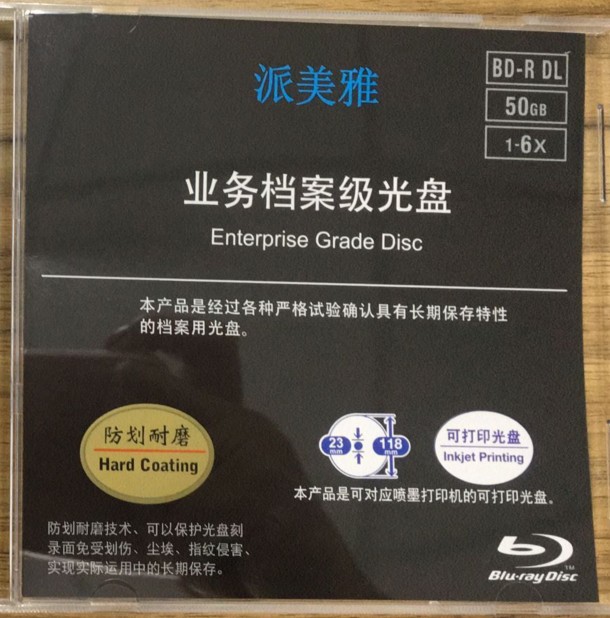 派美雅
BD-R DL
50GB
1-6X
业务档案级光盘
Enterprise Grade Disc
本产品是经过各种严格试验确认具有长期保存特性
的档案用光盘。
防划耐磨
Hard Coating
23
mm
118
mm
可打印光盘
Inkjet Printing
本产品是可对应喷墨打印机的可打印光盘。
防划耐磨技术、可以保护光盘刻
录面免受划伤、尘埃、指纹侵害、
实现实际运用中的长期保存。
Blu-ray Disc
TM